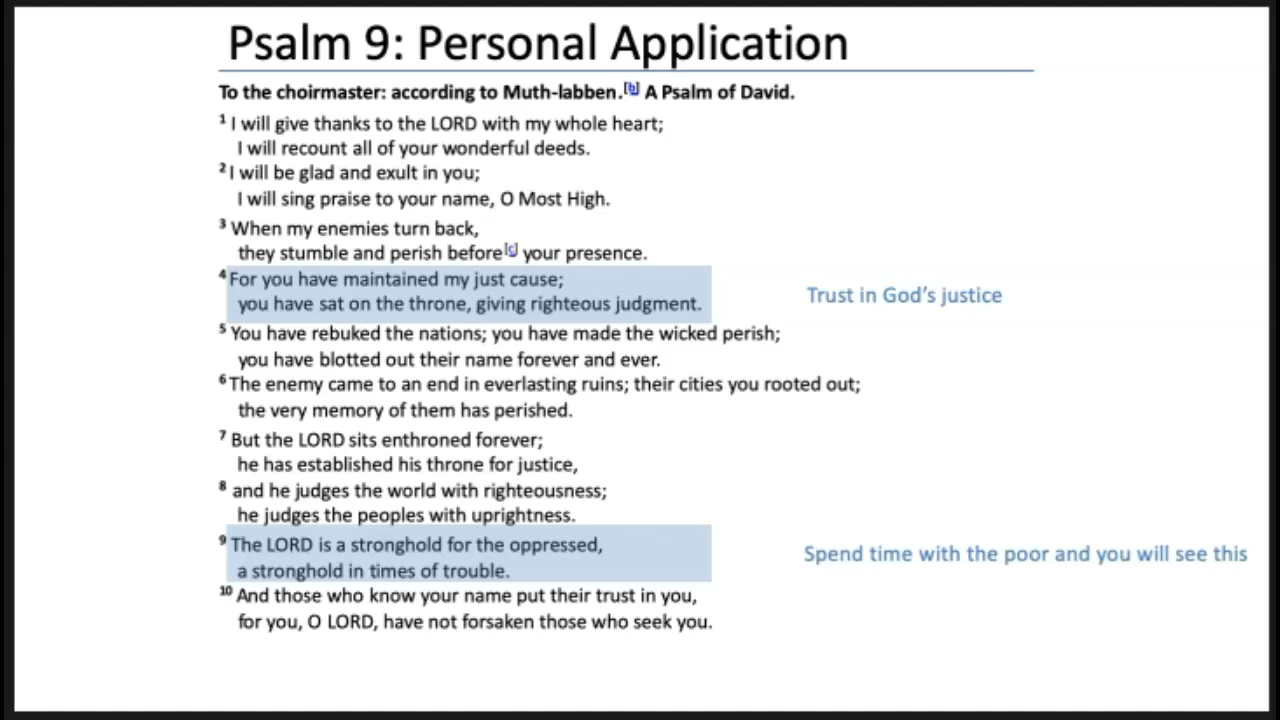 Psalm 9: Personal Application
To the choirmaster: according to Muth-labben.[b] A Psalm of David.
1 I will give thanks to the LORD with my whole heart;
I will recount all of your wonderful deeds.
2 I will be glad and exult in you;
I will sing praise to your name, O Most High.
3 When my enemies turn back,
they stumble and perish before[c] your presence.
4 For you have maintained my just cause;
you have sat on the throne, giving righteous judgment.
Trust in God's justice
5 You have rebuked the nations; you have made the wicked perish;
you have blotted out their name forever and ever.
6 The enemy came to an end in everlasting ruins; their cities you rooted out;
the very memory of them has perished.
7 But the LORD sits enthroned forever;
he has established his throne for justice,
8 and he judges the world with righteousness;
he judges the peoples with uprightness.
9 The LORD is a stronghold for the oppressed,
a stronghold in times of trouble.
Spend time with the poor and you will see this
10 And those who know your name put their trust in you,
for you, O LORD, have not forsaken those who seek you.